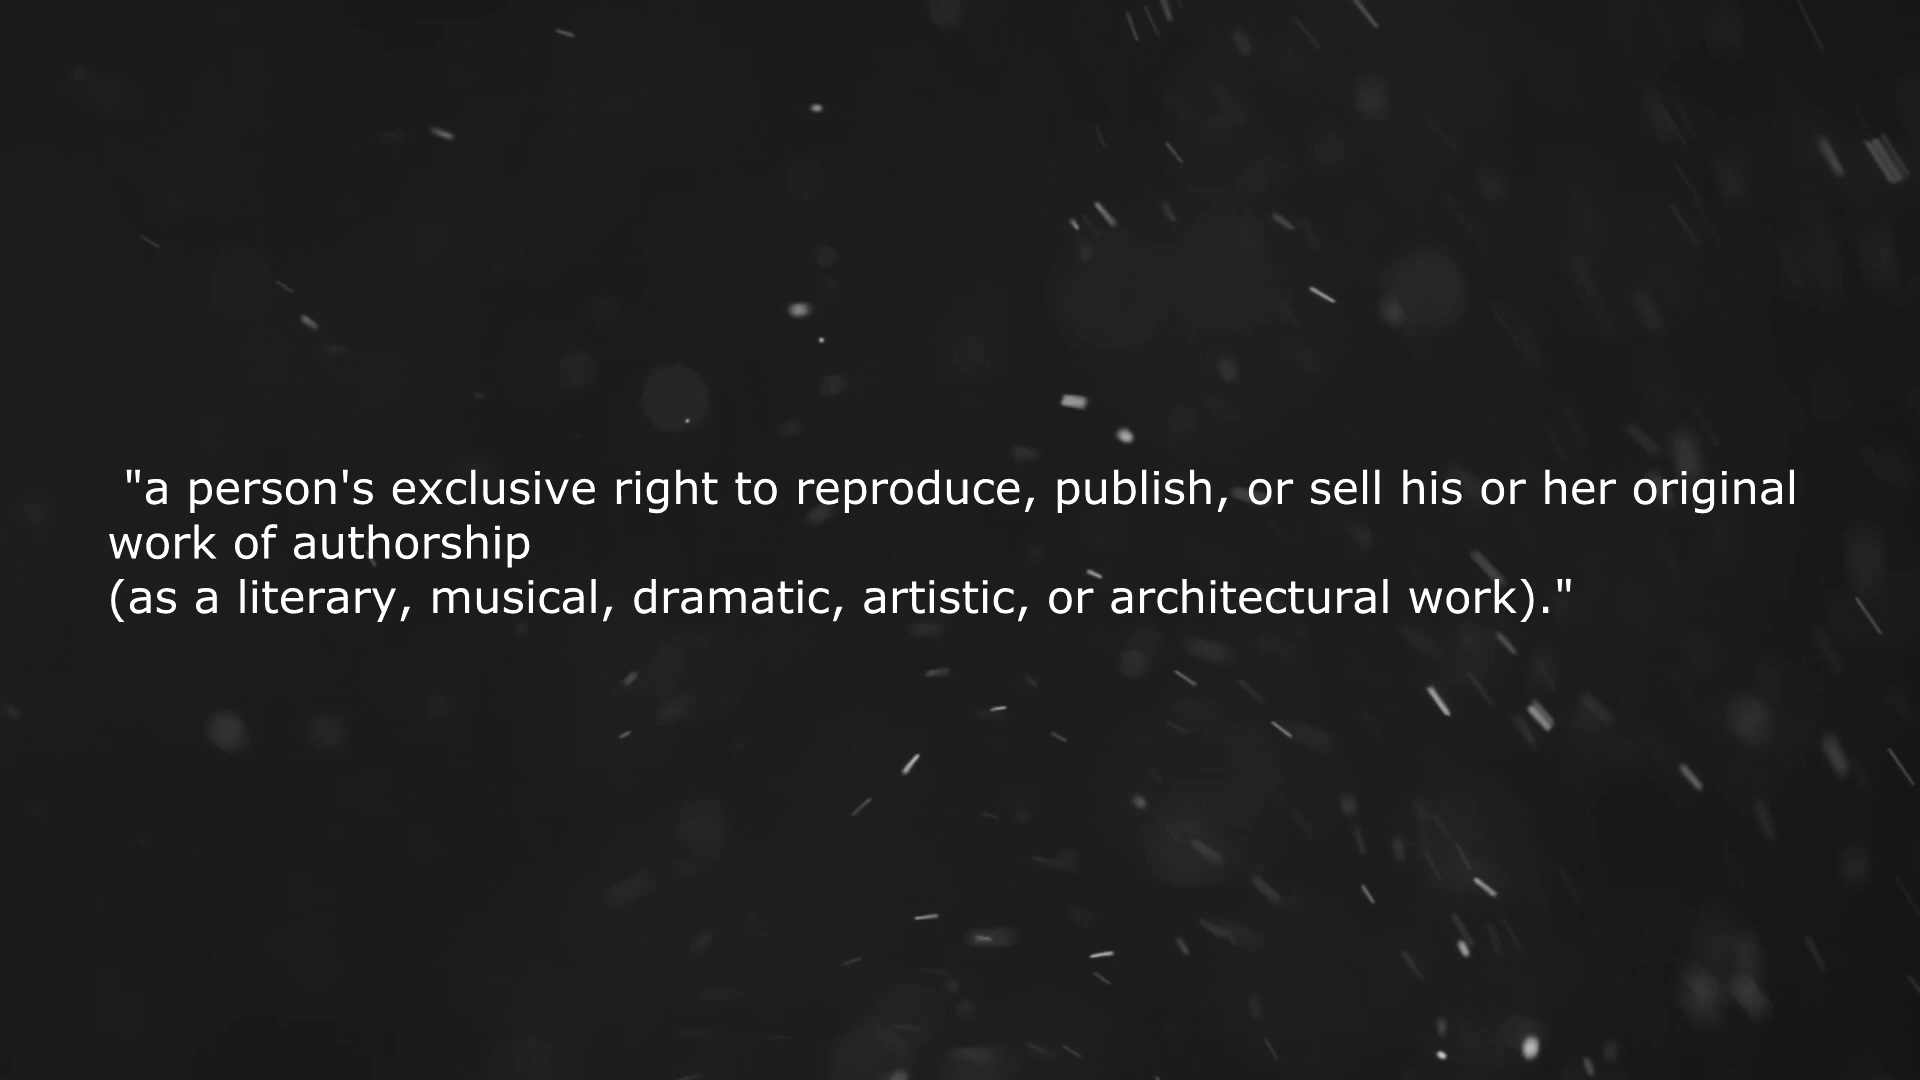 "a person's exclusive right to reproduce, publish, or sell his or her original
work of authorship
(as a literary, musical, dramatic, artistic, or architectural work)."